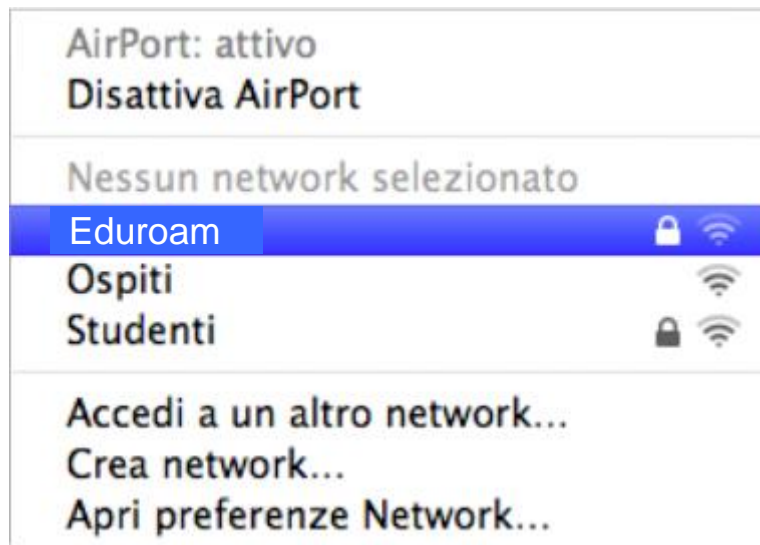 AirPort: attivo
Disattiva AirPort
Nessun network selezionato
Eduroam
Ospiti
Studenti
Accedi a un altro network...
Crea network...
Apri preferenze Network...